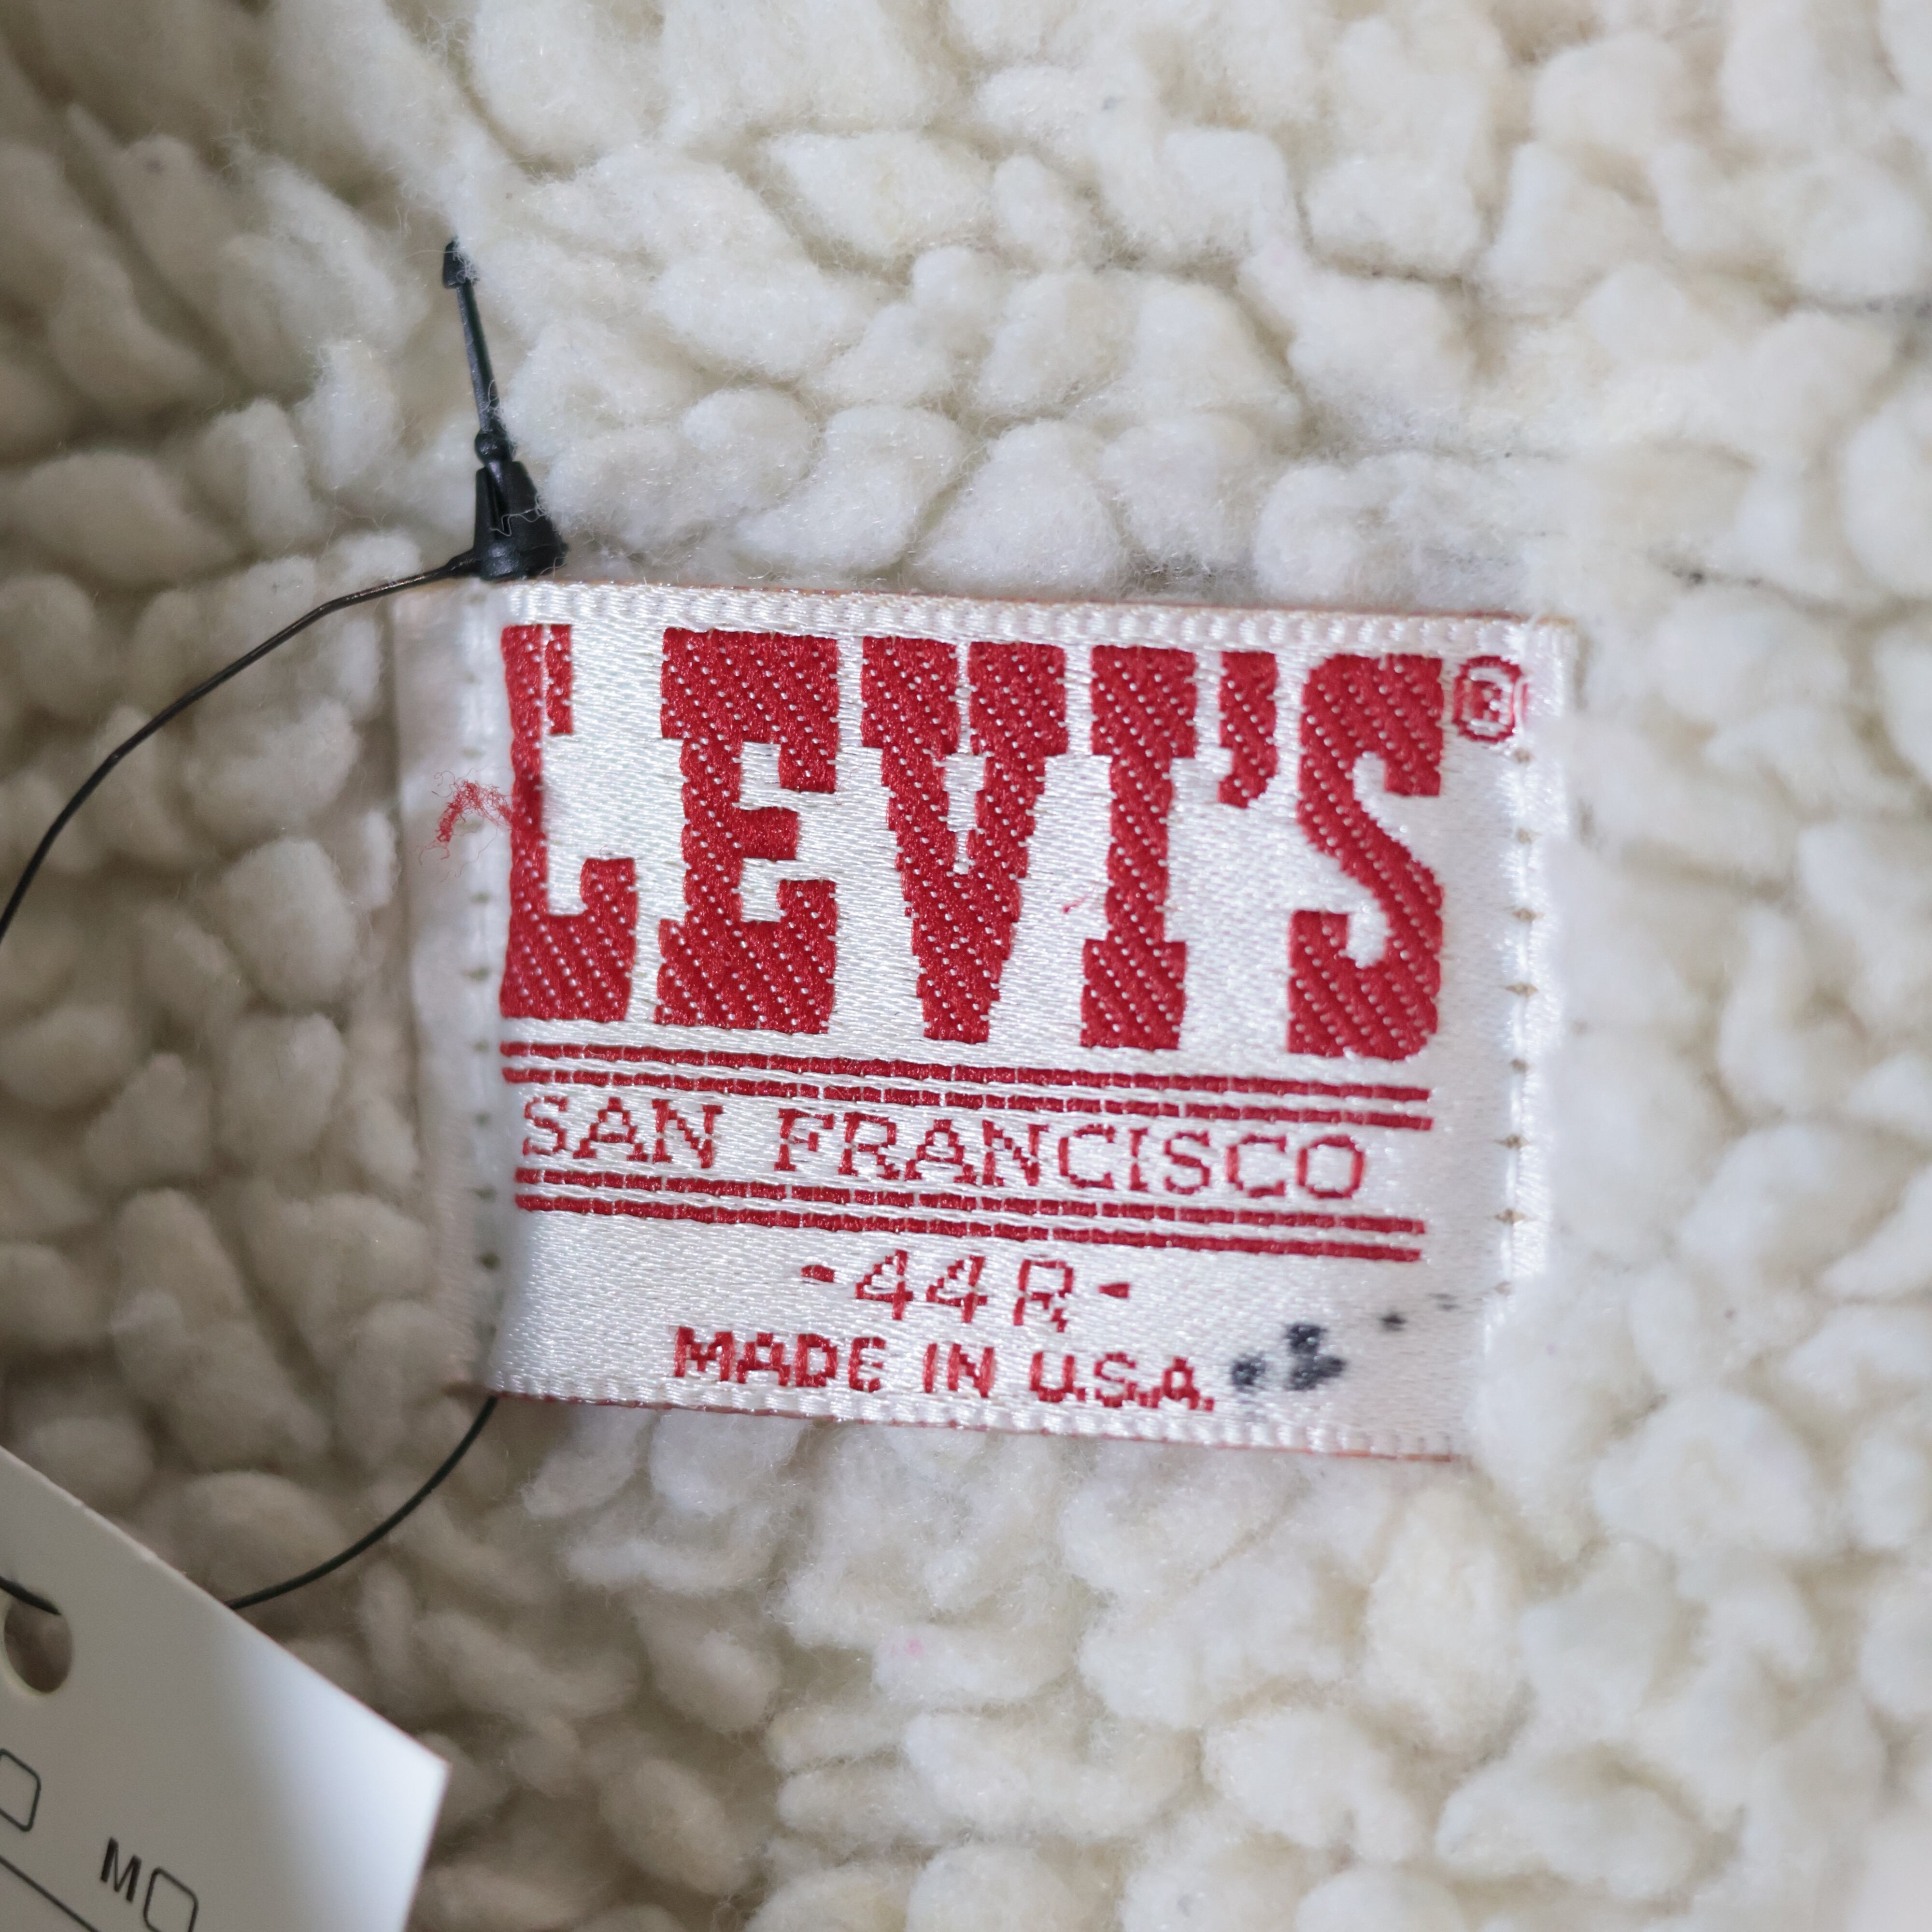 LEVI'S®
SAN FRANCISCO
-44R-
MADE IN U.S.A.
M